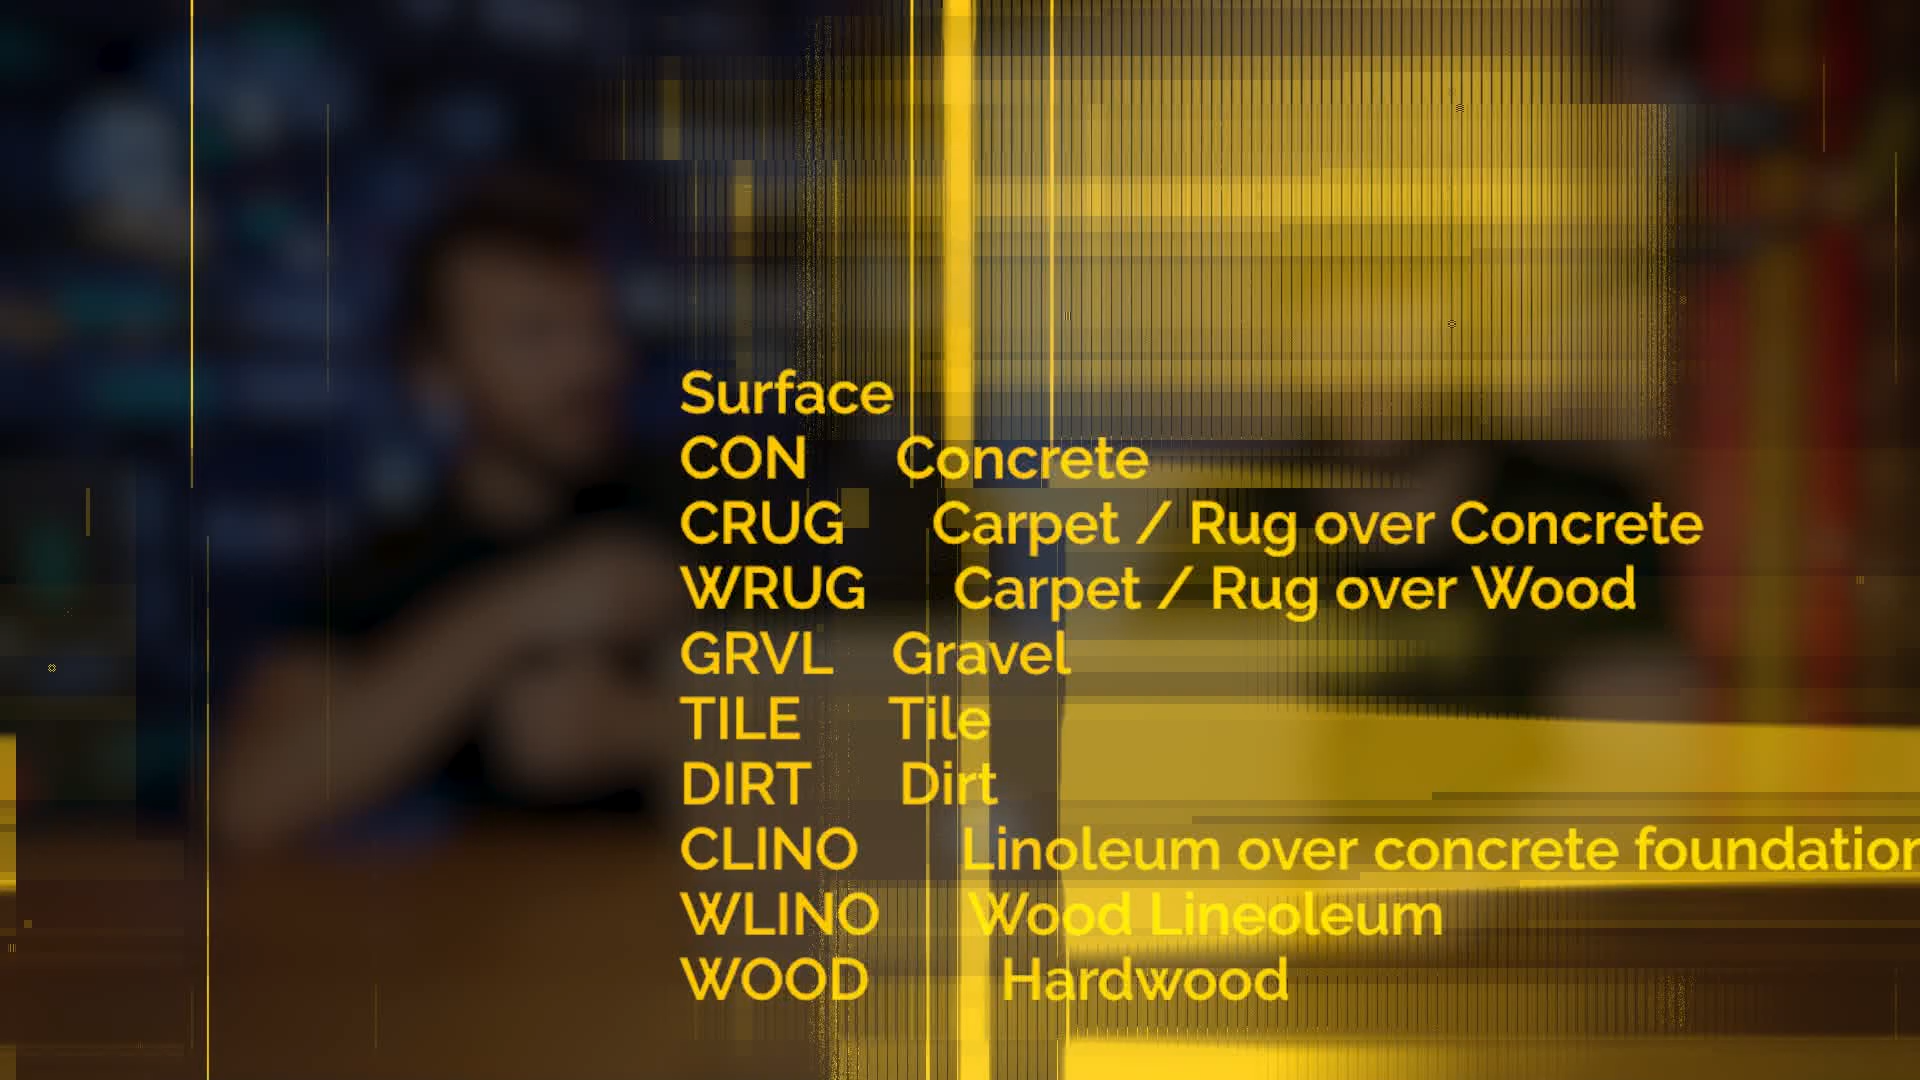 Surface
CON Concrete
CRUG Carpet / Rug over Concrete
WRUG Carpet / Rug over Wood
GRVL Gravel
TILE Tile
DIRT Dirt
CLINO Linoleum over concrete foundation
WLINO Wood Lineoleum
WOOD Hardwood